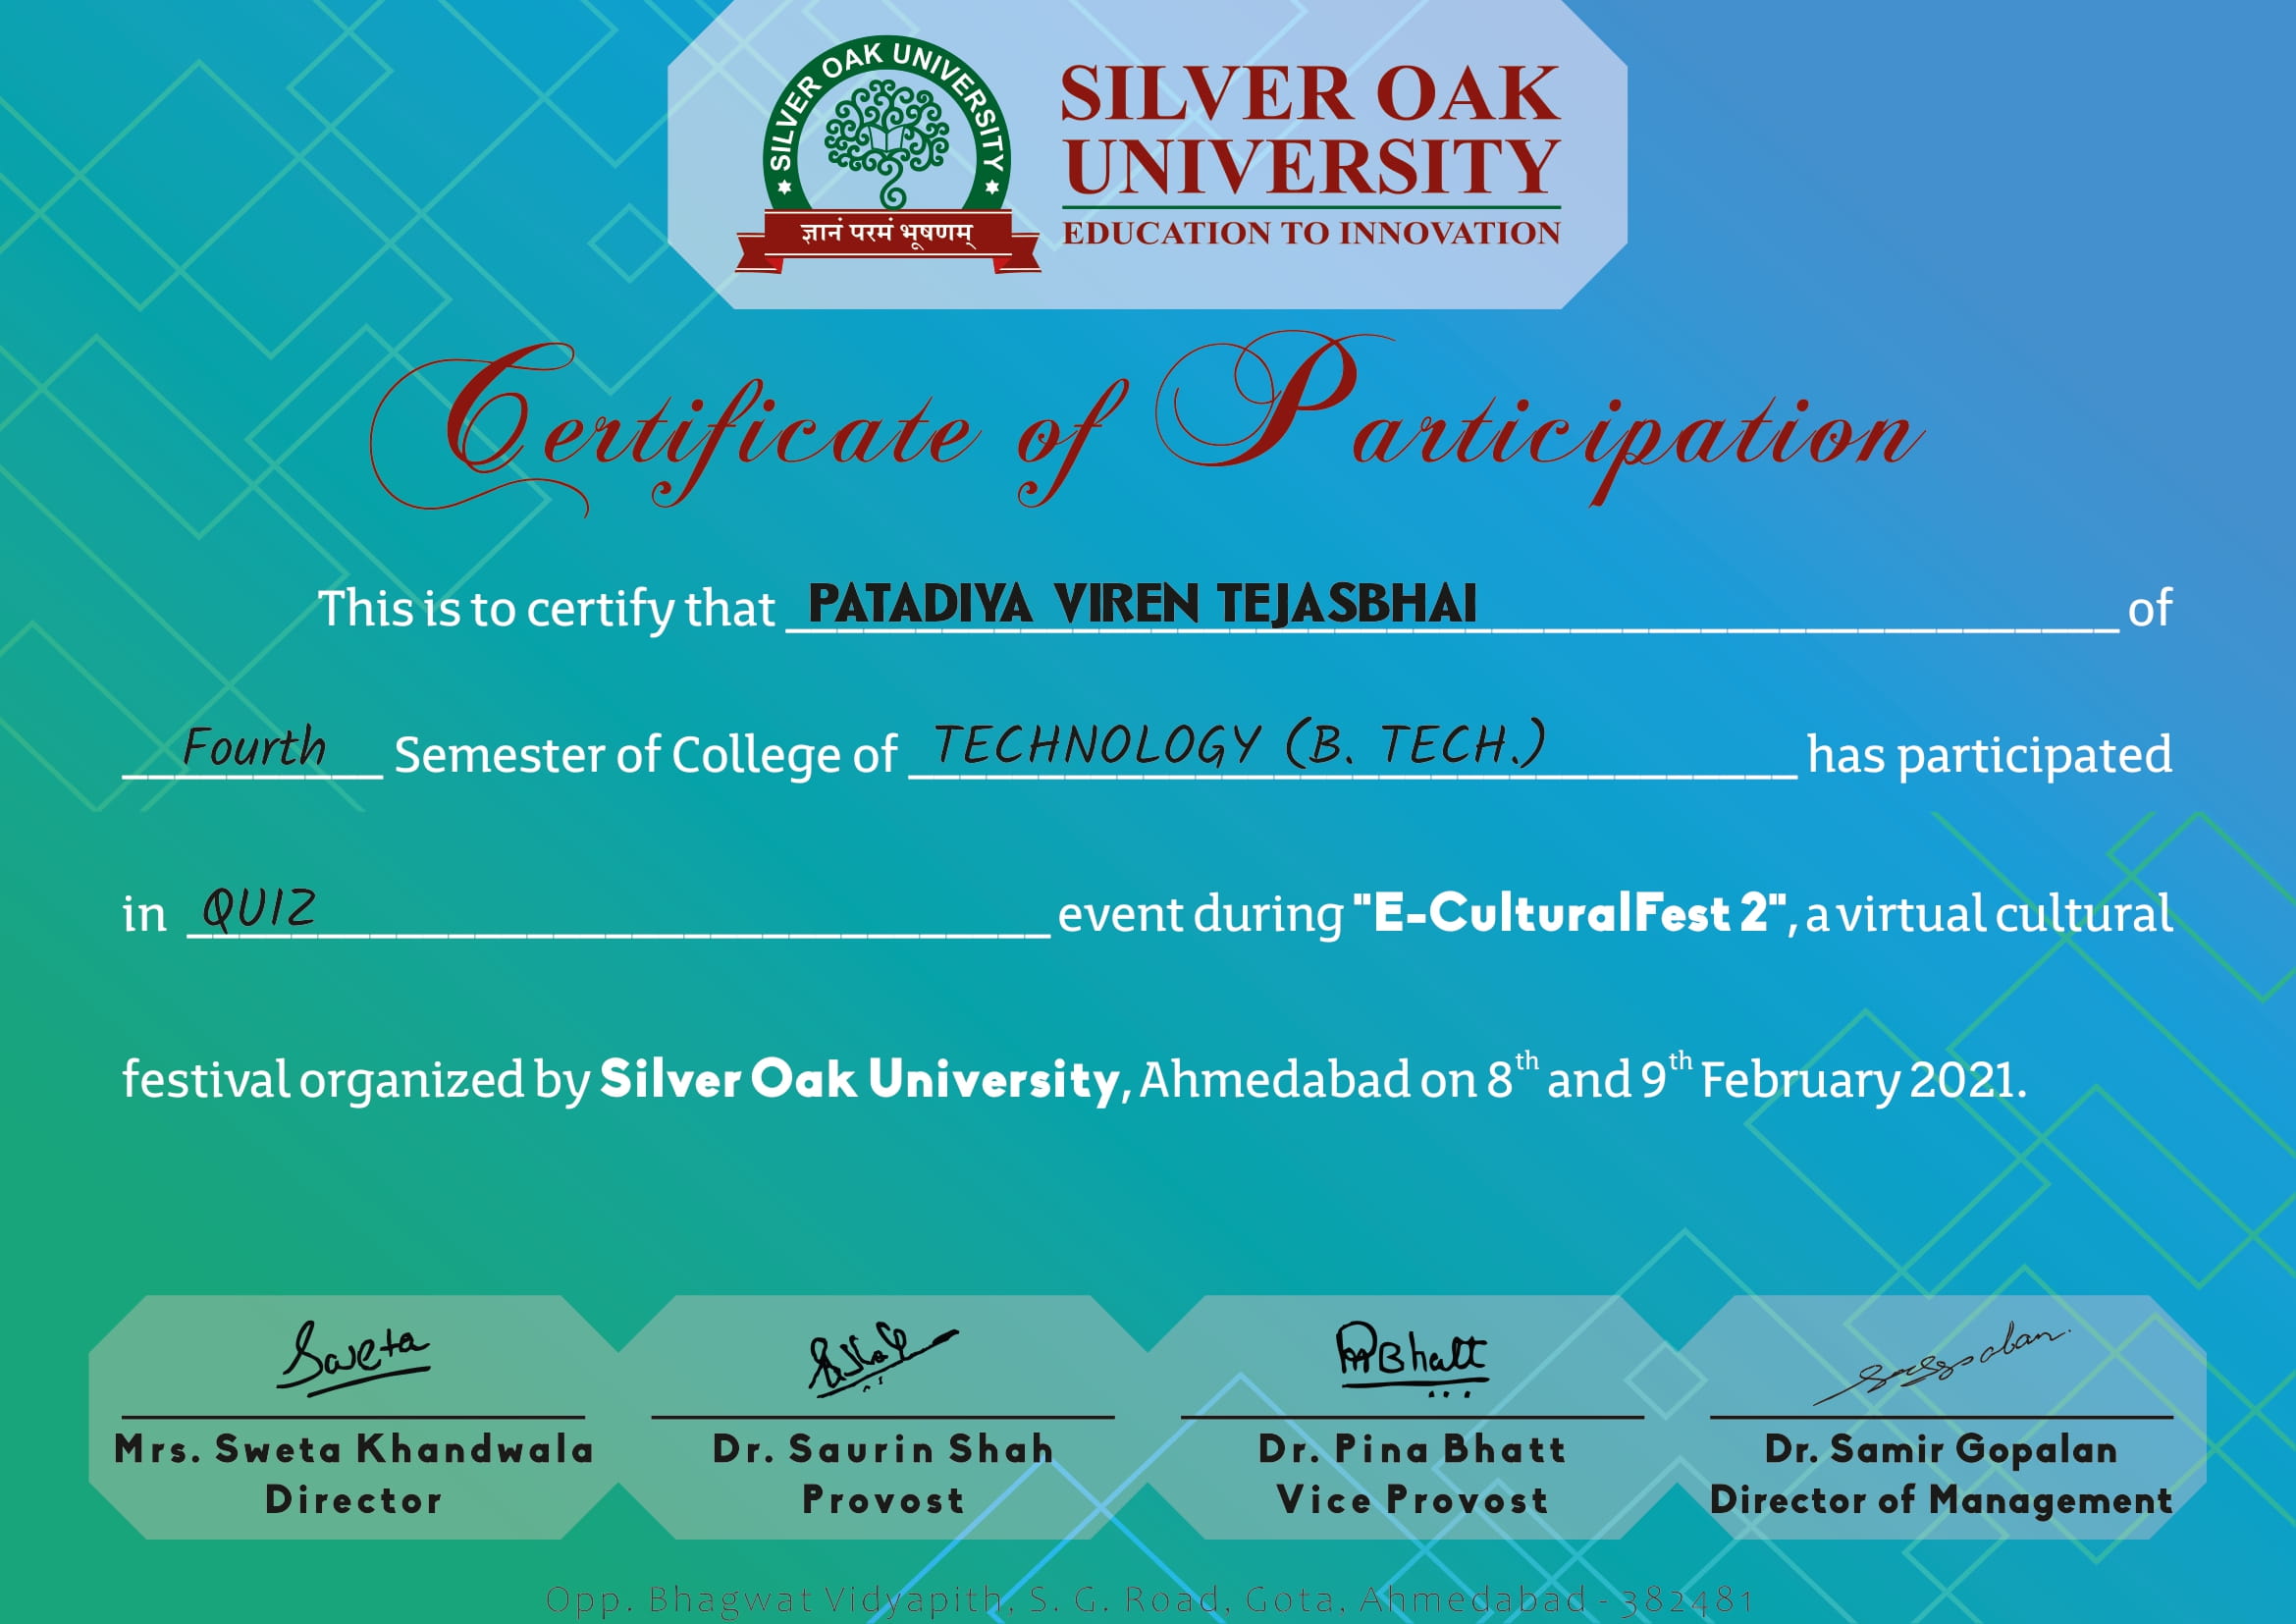 SILVER OAK UNIVERSITY
ज्ञानं परमं भूषणम्
SILVER OAK
UNIVERSITY
EDUCATION TO INNOVATION
Certificate of Participation
This is to certify that PATADIYA VIREN TEJASBHAI of
Fourth Semester of College of TECHNOLOGY (B. TECH.) has participated
in QUIZ event during "E-CulturalFest 2", a virtual cultural
festival organized by Silver Oak University, Ahmedabad on 8th and 9th February 2021.
Sweta
PBhatt
Mrs. Sweta Khandwala
Director
Dr. Saurin Shah
Provost
Dr. Pina Bhatt
Vice Provost
Dr. Samir Gopalan
Director of Management
Opp. Bhagwat Vidyapith, S. G. Road, Gota, Ahmedabad - 382481